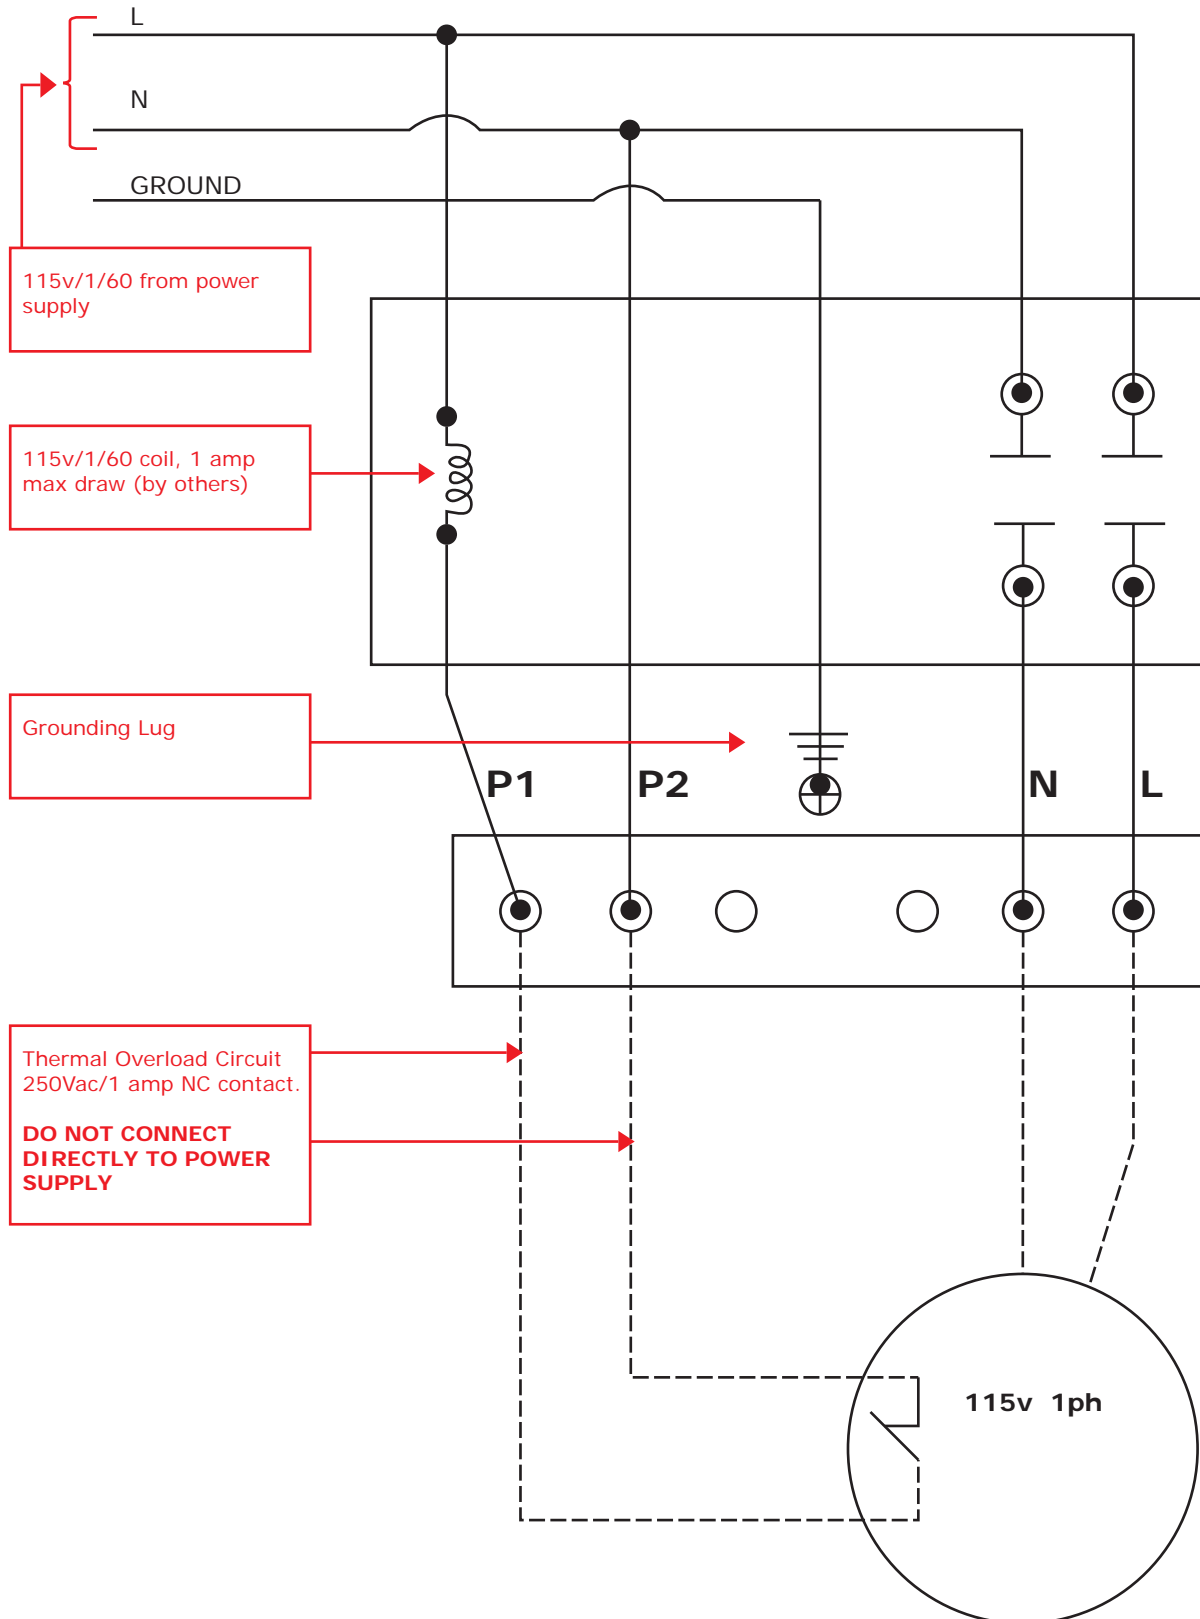 L
N
GROUND
115v/1/60 from power
supply
115v/1/60 coil, 1 amp
max draw (by others)
Grounding Lug
P1 P2 N L
Thermal Overload Circuit
250Vac/1 amp NC contact.
DO NOT CONNECT
DIRECTLY TO POWER
SUPPLY
115v 1ph